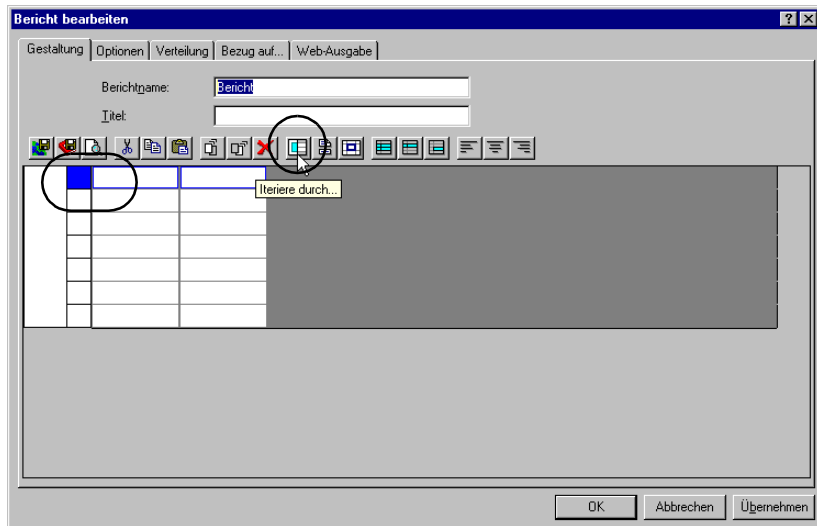 Bericht bearbeiten
Gestaltung Optionen Verteilung Bezug auf... Web-Ausgabe
Berichtname: Bericht
Titel:
Iteriere durch...
OK Abbrechen Übernehmen